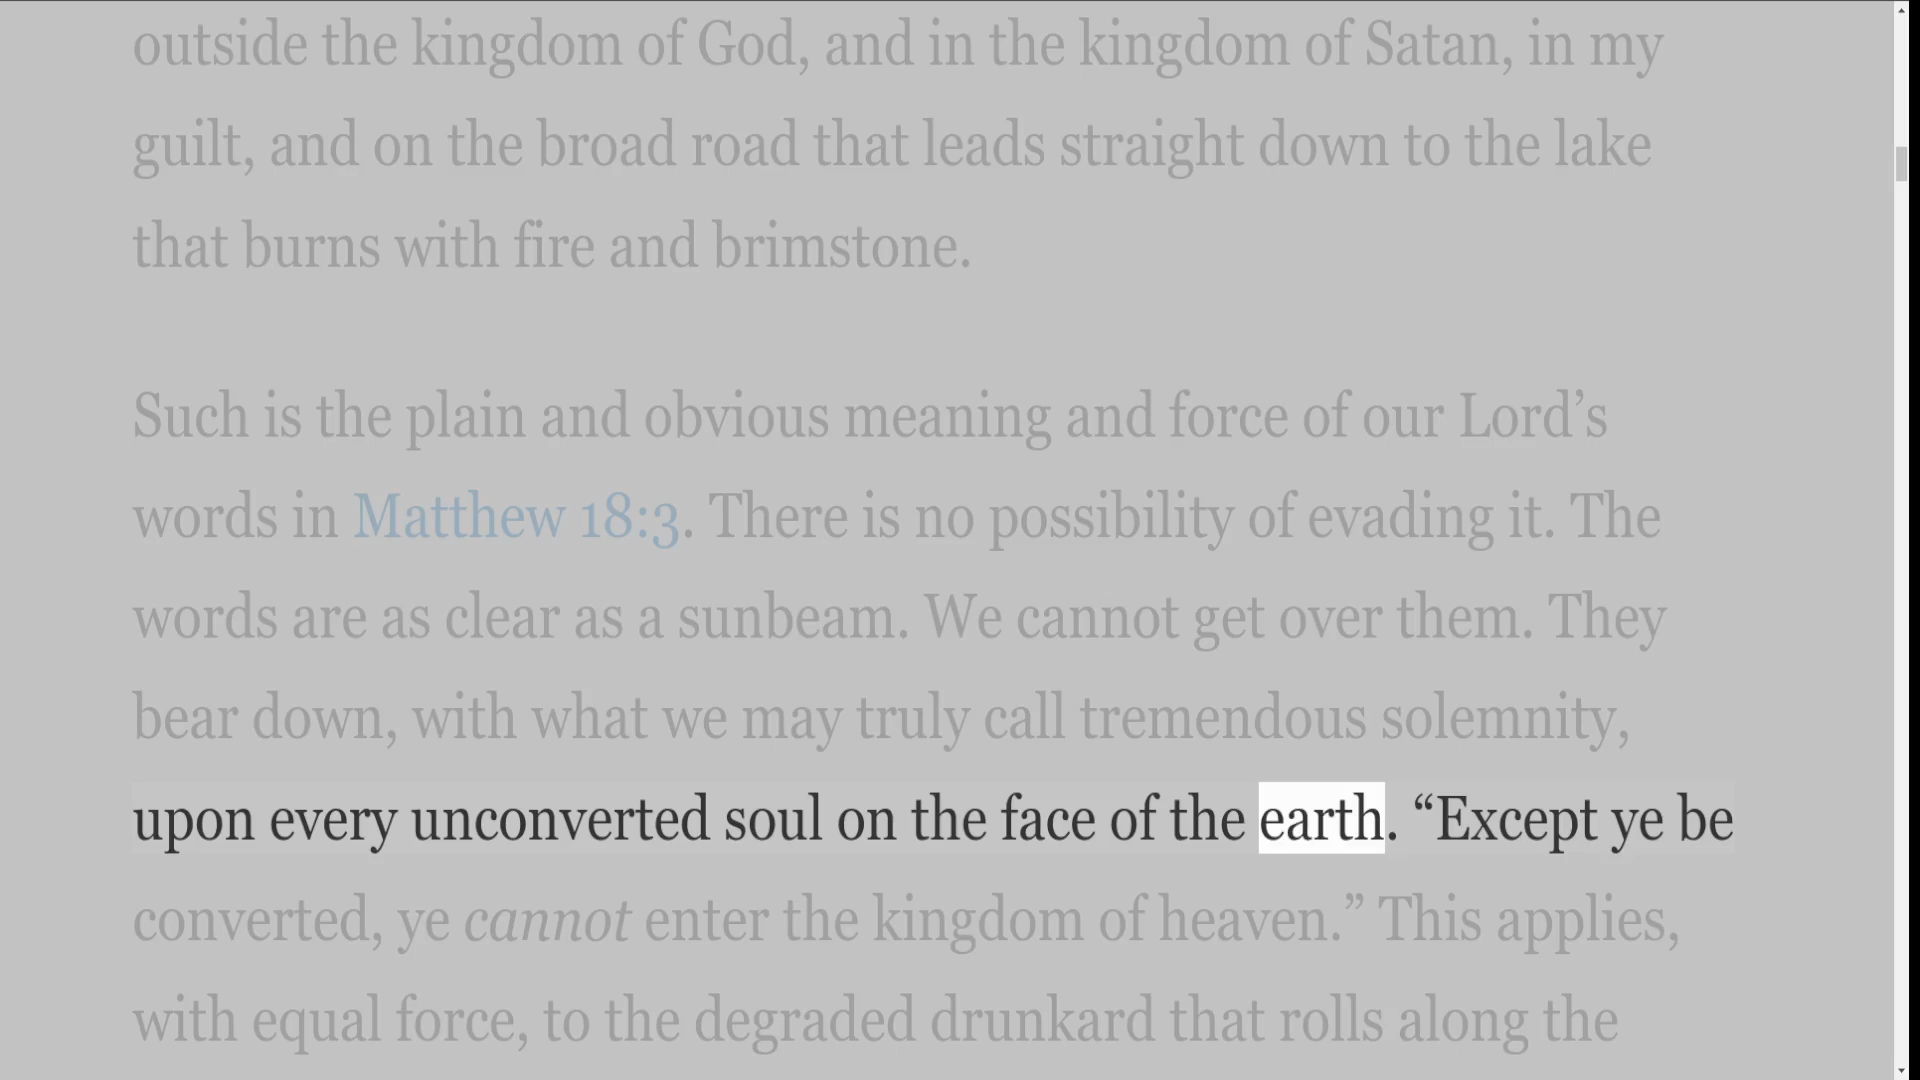 outside the kingdom of God, and in the kingdom of Satan, in my
guilt, and on the broad road that leads straight down to the lake
that burns with fire and brimstone.
Such is the plain and obvious meaning and force of our Lord’s
words in Matthew 18:3. There is no possibility of evading it. The
words are as clear as a sunbeam. We cannot get over them. They
bear down, with what we may truly call tremendous solemnity,
upon every unconverted soul on the face of the earth. “Except ye be
converted, ye cannot enter the kingdom of heaven.” This applies,
with equal force, to the degraded drunkard that rolls along the